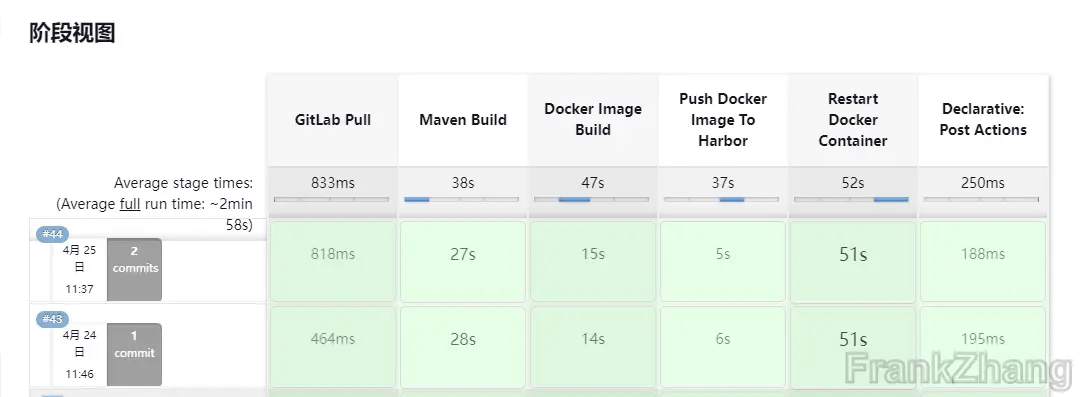 阶段视图
GitLab Pull
Maven Build
Docker Image
Build
Push Docker
Image To
Harbor
Restart
Docker
Container
Declarative:
Post Actions
Average stage times:
(Average full run time: ~2min
58s)
833ms
38s
47s
37s
52s
250ms
#44
4月 25
日
11:37
2
commits
818ms
27s
15s
5s
51s
188ms
#43
4月 24
日
11:46
1
commit
464ms
28s
14s
6s
51s
195ms
FrankZhang